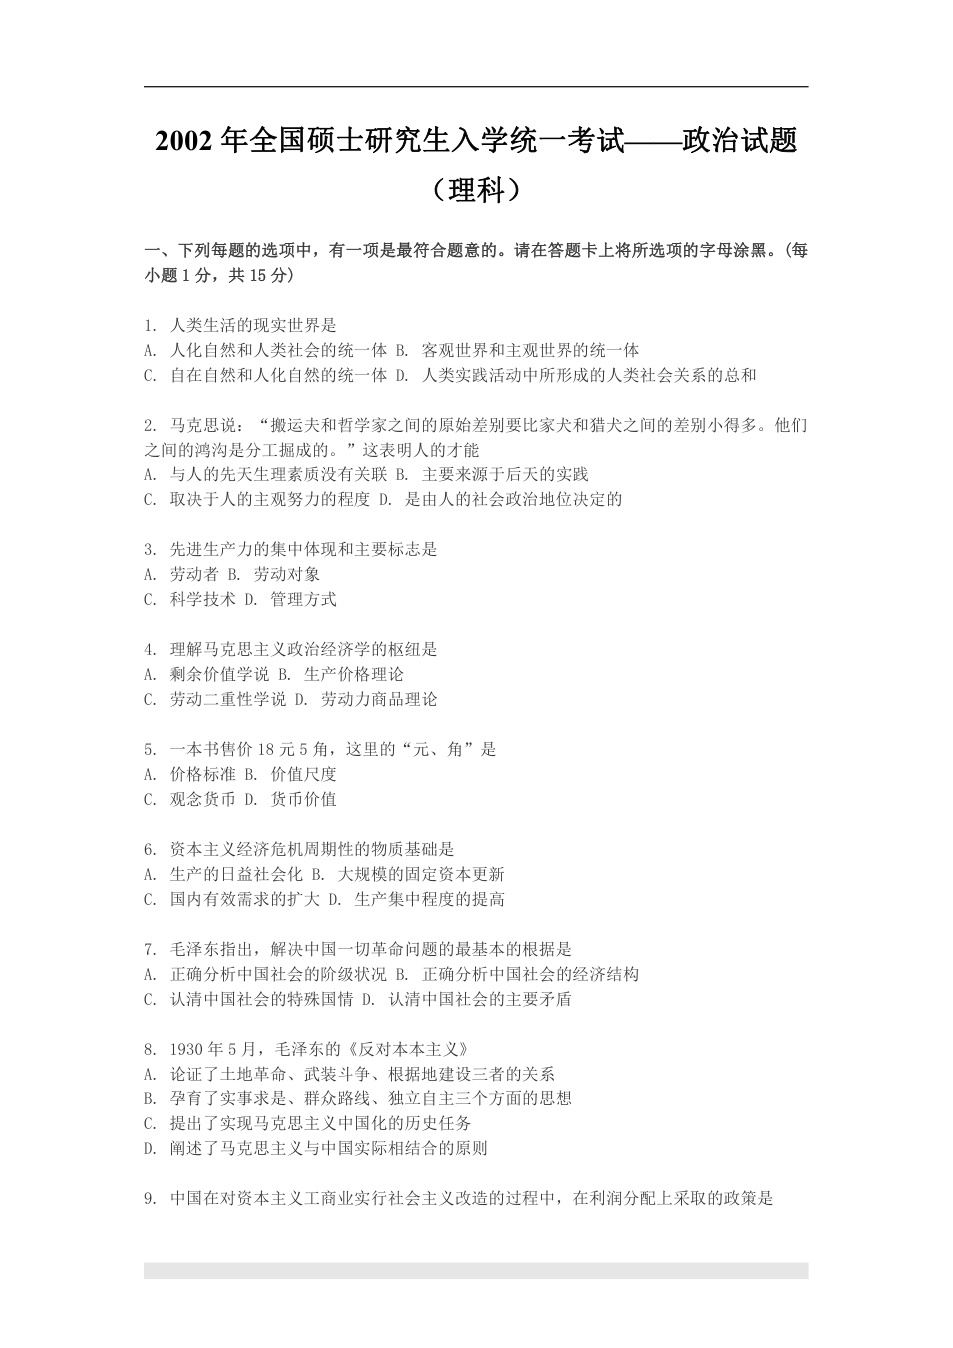 2002 年全国硕士研究生入学统一考试——政治试题
（理科）
一、下列每题的选项中，有一项是最符合题意的。请在答题卡上将所选项的字母涂黑。(每
小题 1 分，共 15 分)
1. 人类生活的现实世界是
A. 人化自然和人类社会的统一体 B. 客观世界和主观世界的统一体
C. 自在自然和人化自然的统一体 D. 人类实践活动中所形成的人类社会关系的总和
2. 马克思说：“搬运夫和哲学家之间的原始差别要比家犬和猎犬之间的差别小得多。他们
之间的鸿沟是分工掘成的。”这表明人的才能
A. 与人的先天生理素质没有关联 B. 主要来源于后天的实践
C. 取决于人的主观努力的程度 D. 是由人的社会政治地位决定的
3. 先进生产力的集中体现和主要标志是
A. 劳动者 B. 劳动对象
C. 科学技术 D. 管理方式
4. 理解马克思主义政治经济学的枢纽是
A. 剩余价值学说 B. 生产价格理论
C. 劳动二重性学说 D. 劳动力商品理论
5. 一本书售价 18 元 5 角，这里的“元、角”是
A. 价格标准 B. 价值尺度
C. 观念货币 D. 货币价值
6. 资本主义经济危机周期性的物质基础是
A. 生产的日益社会化 B. 大规模的固定资本更新
C. 国内有效需求的扩大 D. 生产集中程度的提高
7. 毛泽东指出，解决中国一切革命问题的最基本的根据是
A. 正确分析中国社会的阶级状况 B. 正确分析中国社会的经济结构
C. 认清中国社会的特殊国情 D. 认清中国社会的主要矛盾
8. 1930 年 5 月，毛泽东的《反对本本主义》
A. 论证了土地革命、武装斗争、根据地建设三者的关系
B. 孕育了实事求是、群众路线、独立自主三个方面的思想
C. 提出了实现马克思主义中国化的历史任务
D. 阐述了马克思主义与中国实际相结合的原则
9. 中国在对资本主义工商业实行社会主义改造的过程中，在利润分配上采取的政策是